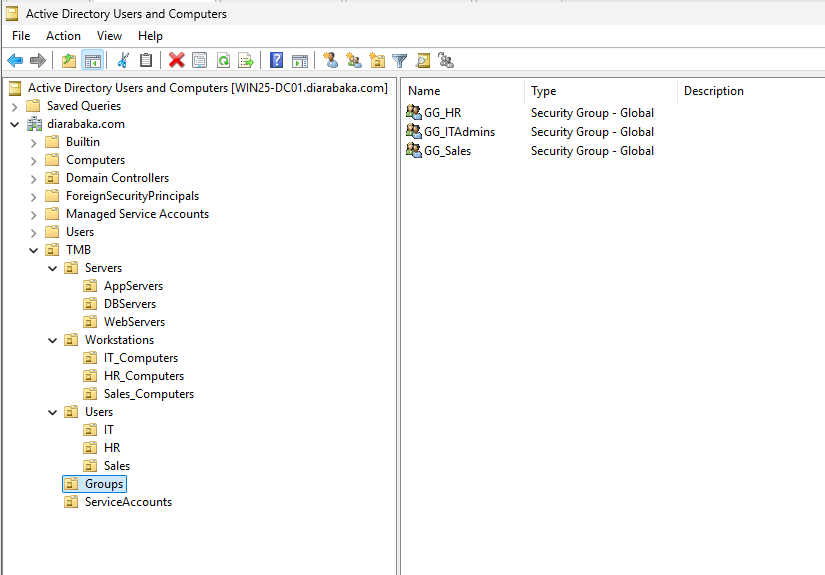 Active Directory Users and Computers
File Action View Help
Active Directory Users and Computers [WIN25-DC01.diarabaka.com]
Saved Queries
diarabaka.com
Builtin
Computers
Domain Controllers
ForeignSecurityPrincipals
Managed Service Accounts
Users
TMB
Servers
AppServers
DBServers
WebServers
Workstations
IT_Computers
HR_Computers
Sales_Computers
Users
IT
HR
Sales
Groups
ServiceAccounts
Name Type Description
GG_HR Security Group - Global
GG_ITAdmins Security Group - Global
GG_Sales Security Group - Global